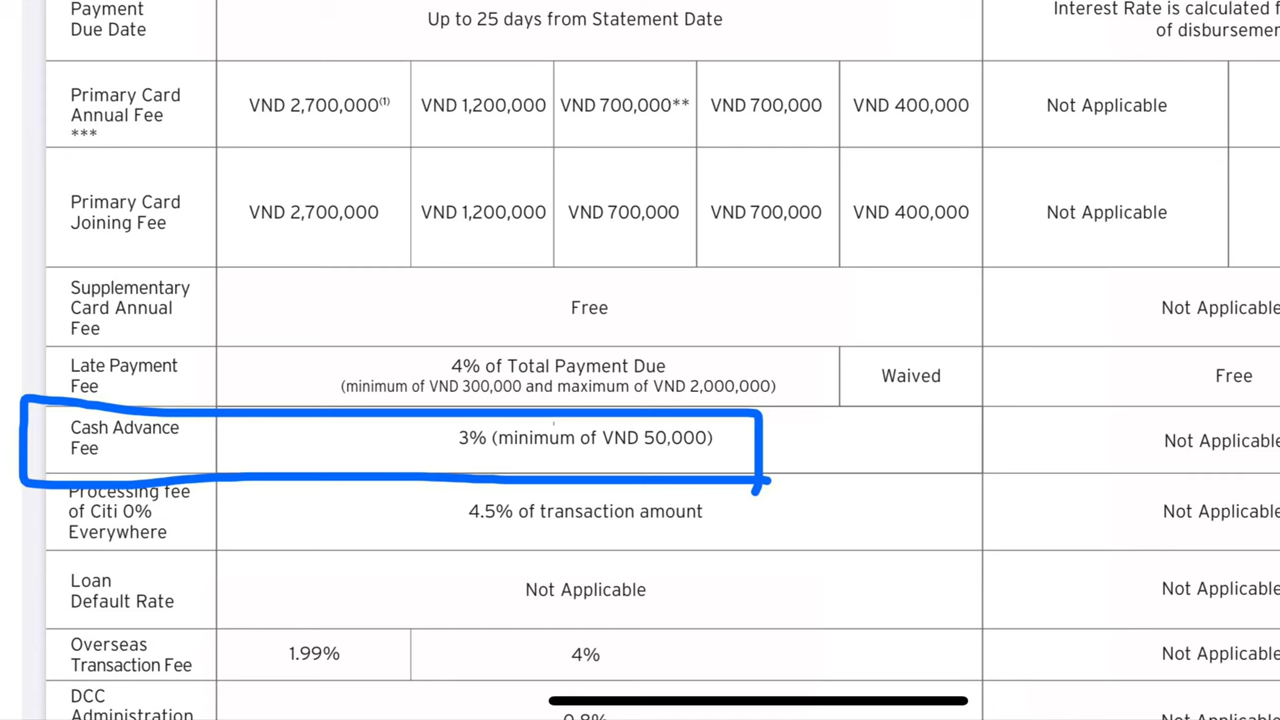 Payment
Due Date
Up to 25 days from Statement Date
Interest Rate is calculated
of disbursemen
Primary Card
Annual Fee
***
VND 2,700,000⁽¹⁾
VND 1,200,000
VND 700,000**
VND 700,000
VND 400,000
Not Applicable
Primary Card
Joining Fee
VND 2,700,000
VND 1,200,000
VND 700,000
VND 700,000
VND 400,000
Not Applicable
Supplementary
Card Annual
Fee
Free
Not Applicable
Late Payment
Fee
4% of Total Payment Due
(minimum of VND 300,000 and maximum of VND 2,000,000)
Waived
Free
Cash Advance
Fee
3% (minimum of VND 50,000)
Not Applicable
Processing fee
of Citi 0%
Everywhere
4.5% of transaction amount
Not Applicable
Loan
Default Rate
Not Applicable
Not Applicable
Overseas
Transaction Fee
1.99%
4%
Not Applicable
DCC
Administration
0.8%
Not Applicable